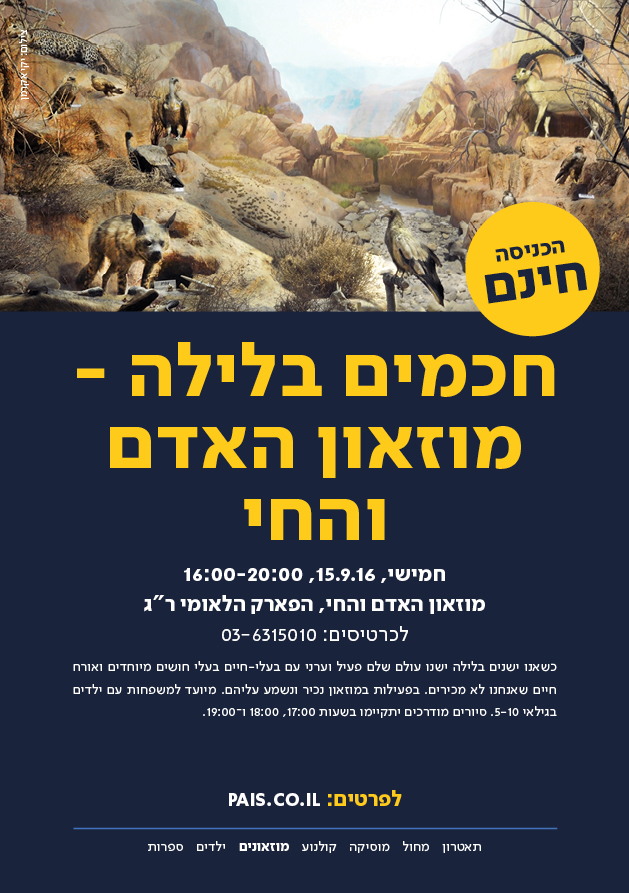 צילום: יקי אקרמן
הכניסה
חינם
חכמים בלילה -
מוזאון האדם
והחי
חמישי, 15.9.16, 16:00-20:00
מוזאון האדם והחי, הפארק הלאומי ר"ג
לכרטיסים: 03-6315010
כשאנו ישנים בלילה ישנו עולם שלם פעיל וערני עם בעלי-חיים בעלי חושים מיוחדים ואורח
חיים שאנחנו לא מכירים. בפעילות במוזאון נכיר ונשמע עליהם. מיועד למשפחות עם ילדים
בגילאי 5-10. סיורים מודרכים יתקיימו בשעות 17:00, 18:00 ו-19:00.
לפרטים: PAIS.CO.IL
תאטרון מחול מוסיקה קולנוע מוזאונים ילדים ספרות